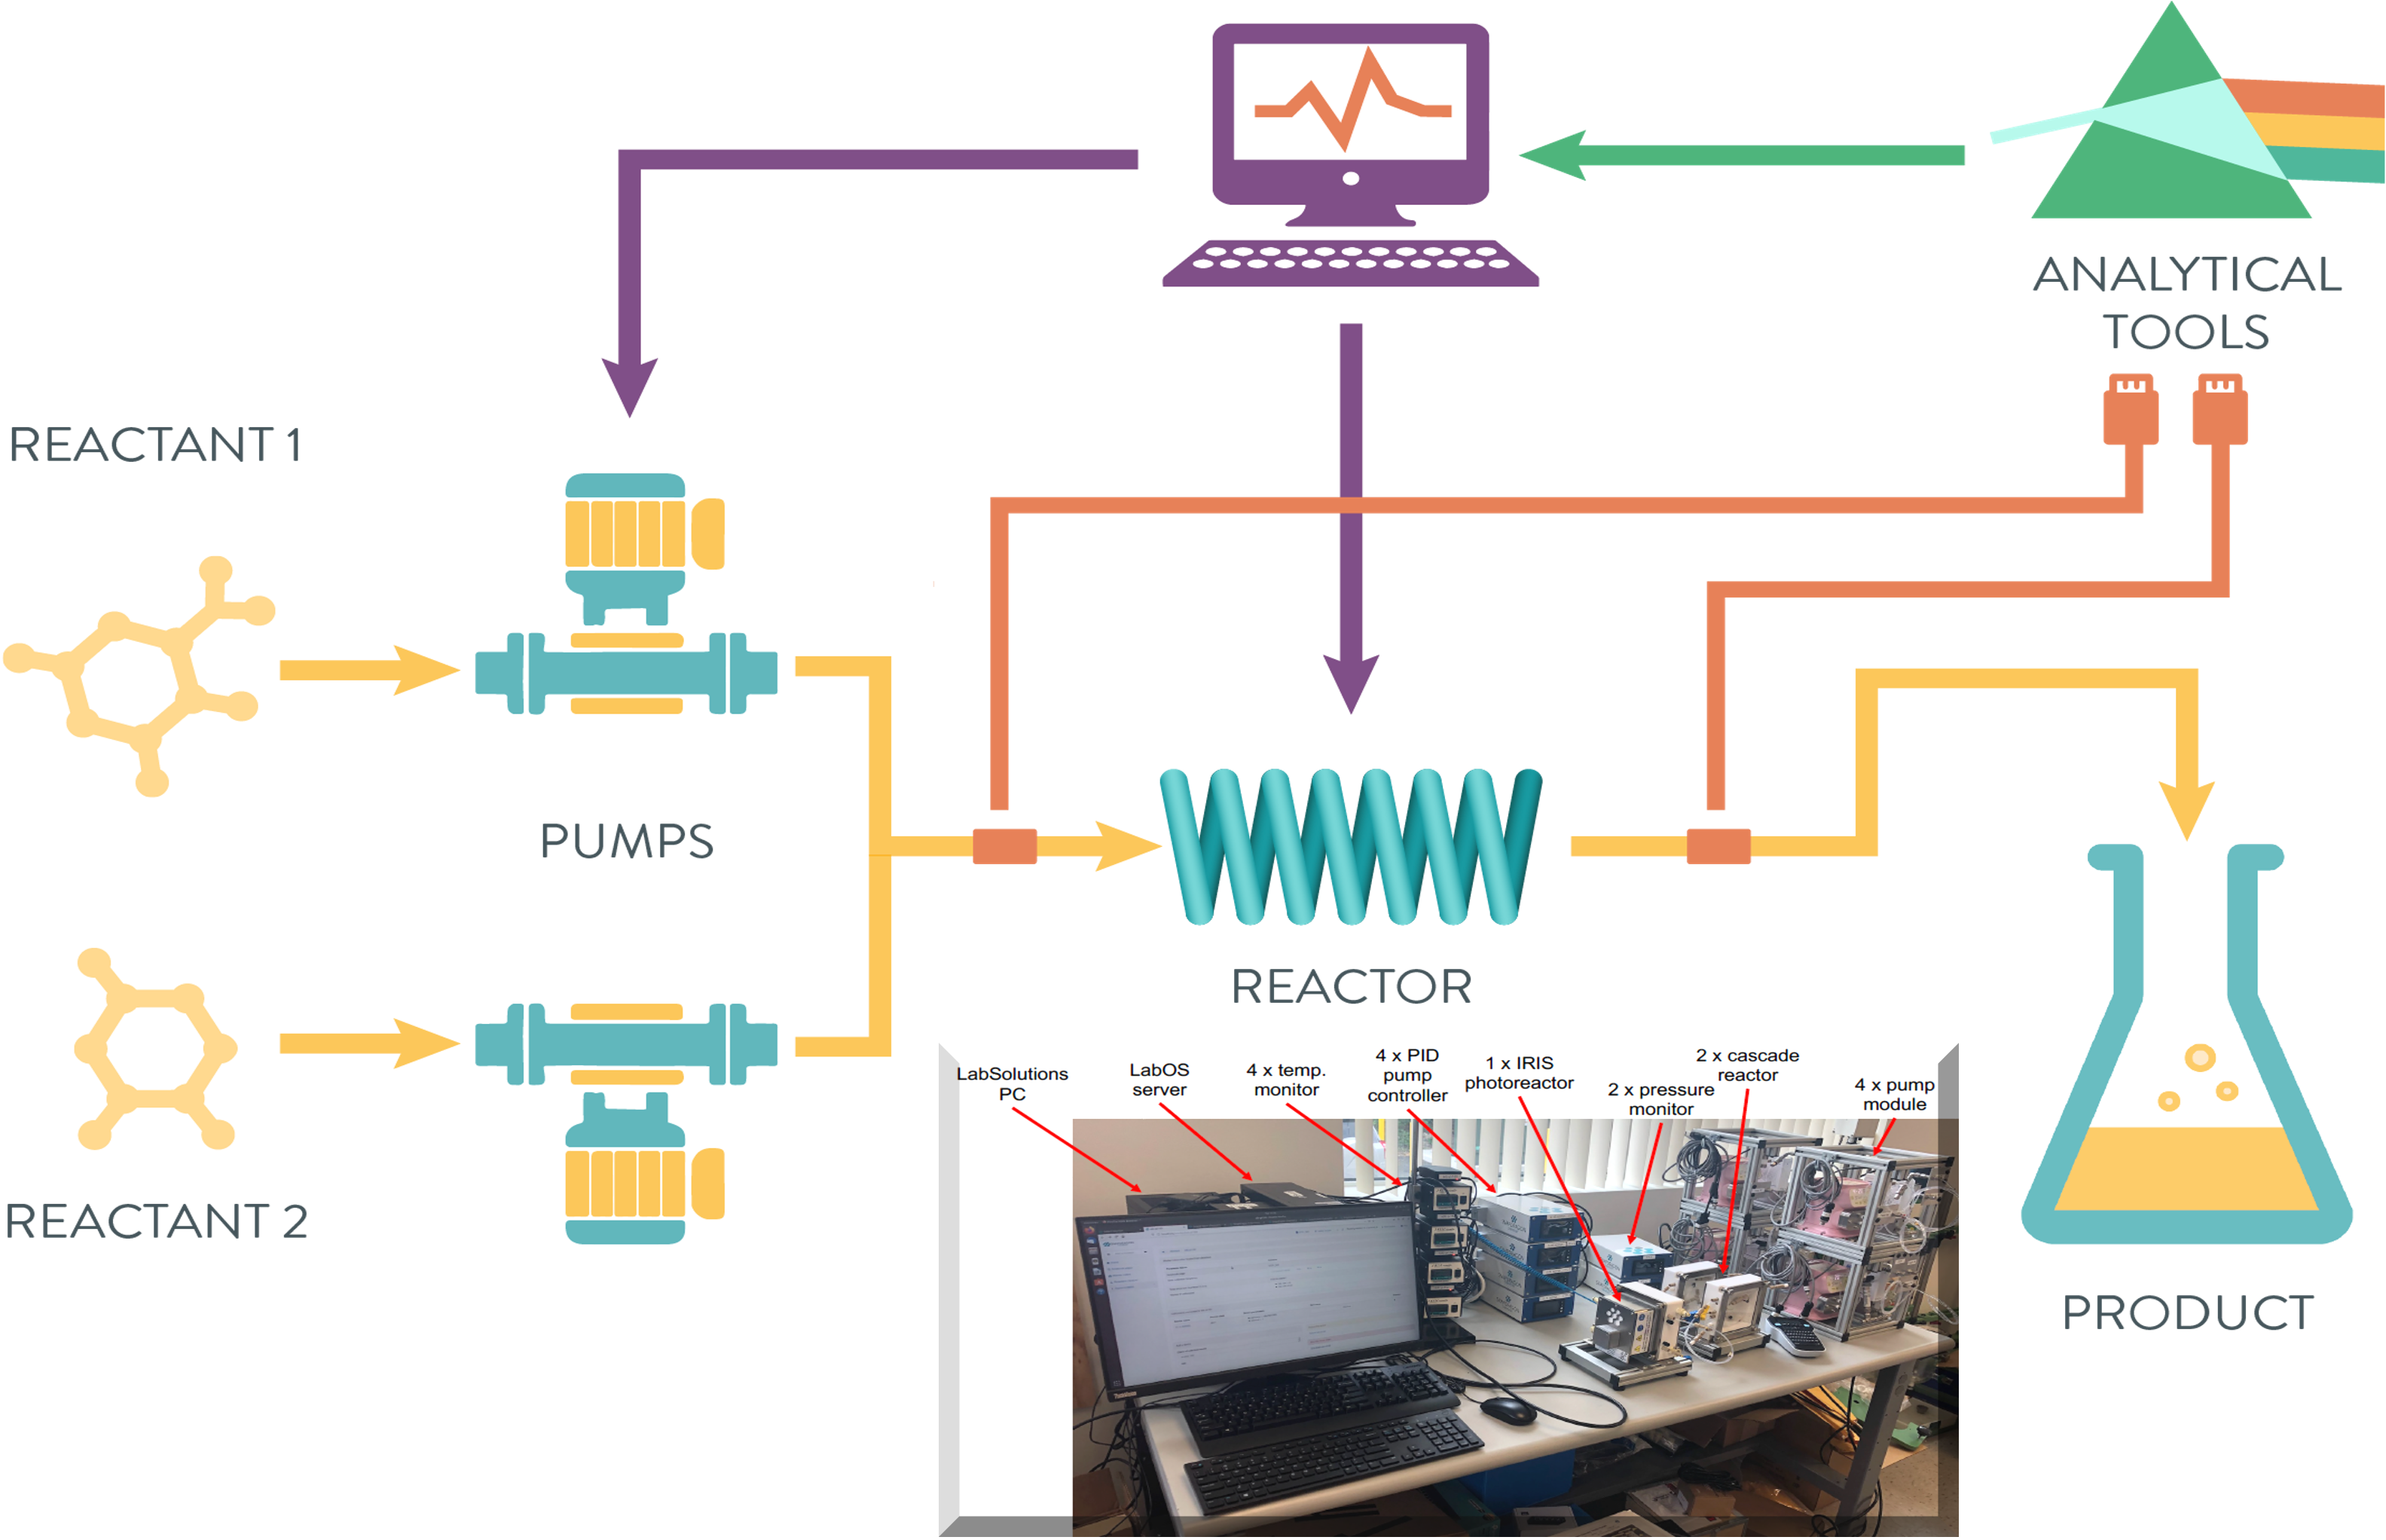 ANALYTICAL
TOOLS
REACTANT 1
PUMPS
REACTOR
REACTANT 2
PRODUCT
LabSolutions
PC
LabOS
server
4 x temp.
monitor
4 x PID
pump
controller
1 x IRIS
photoreactor
2 x pressure
monitor
2 x cascade
reactor
4 x pump
module